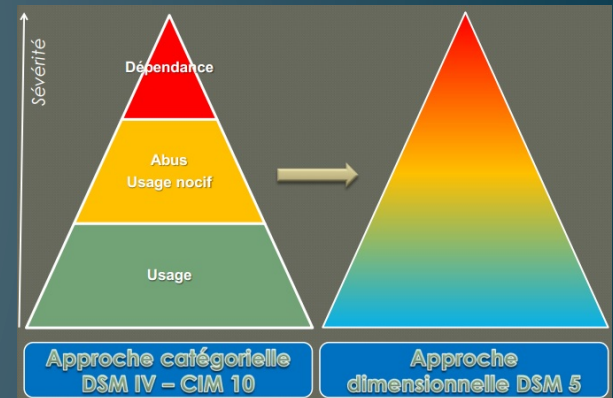 Sévérité
Dépendance
Abus
Usage nocif
Usage
Approche catégorielle
DSM IV – CIM 10
Approche
dimensionnelle DSM 5